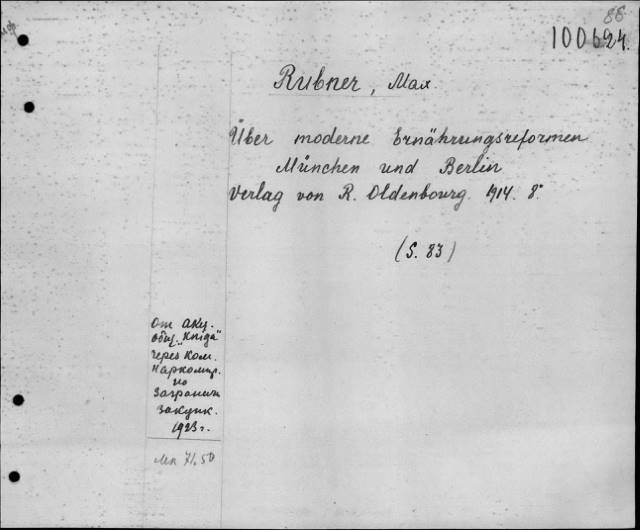 88
100624.
Rubner, Max.
Über moderne Ernährungsreformen
München und Berlin
Verlag von R. Oldenbourg. 1914. 8°
(S. 83)
От акц.
общ. "Книга"
через Ком.
Наркомпр.
по
Загранич
закупк.
1923 г.
Мк 71.50